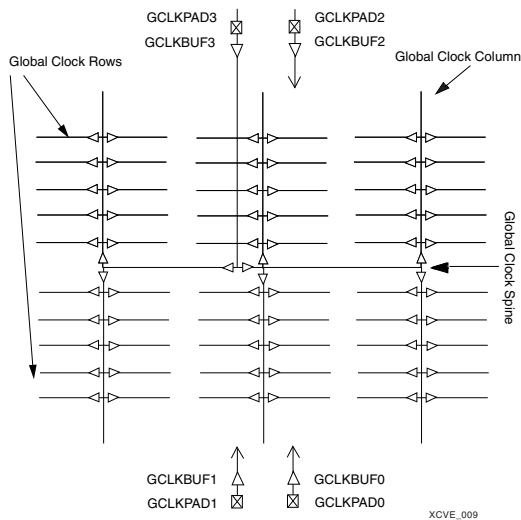 GCLKPAD3
GCLKPAD2
GCLKBUF3
GCLKBUF2
Global Clock Rows
Global Clock Column
Global Clock Spine
GCLKBUF1
GCLKBUF0
GCLKPAD1
GCLKPAD0
XCVE_009